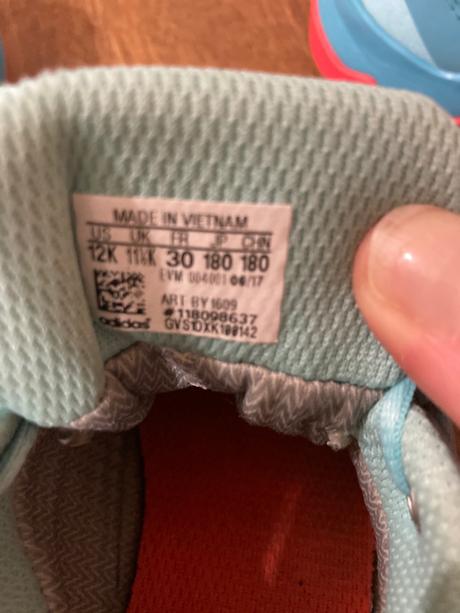 MADE IN VIETNAM
US UK FR JP CHN
12K 11½K 30 180 180
EVM 004001 06/17
ART BY1609
#118098637
adidas GVS1DXK100142